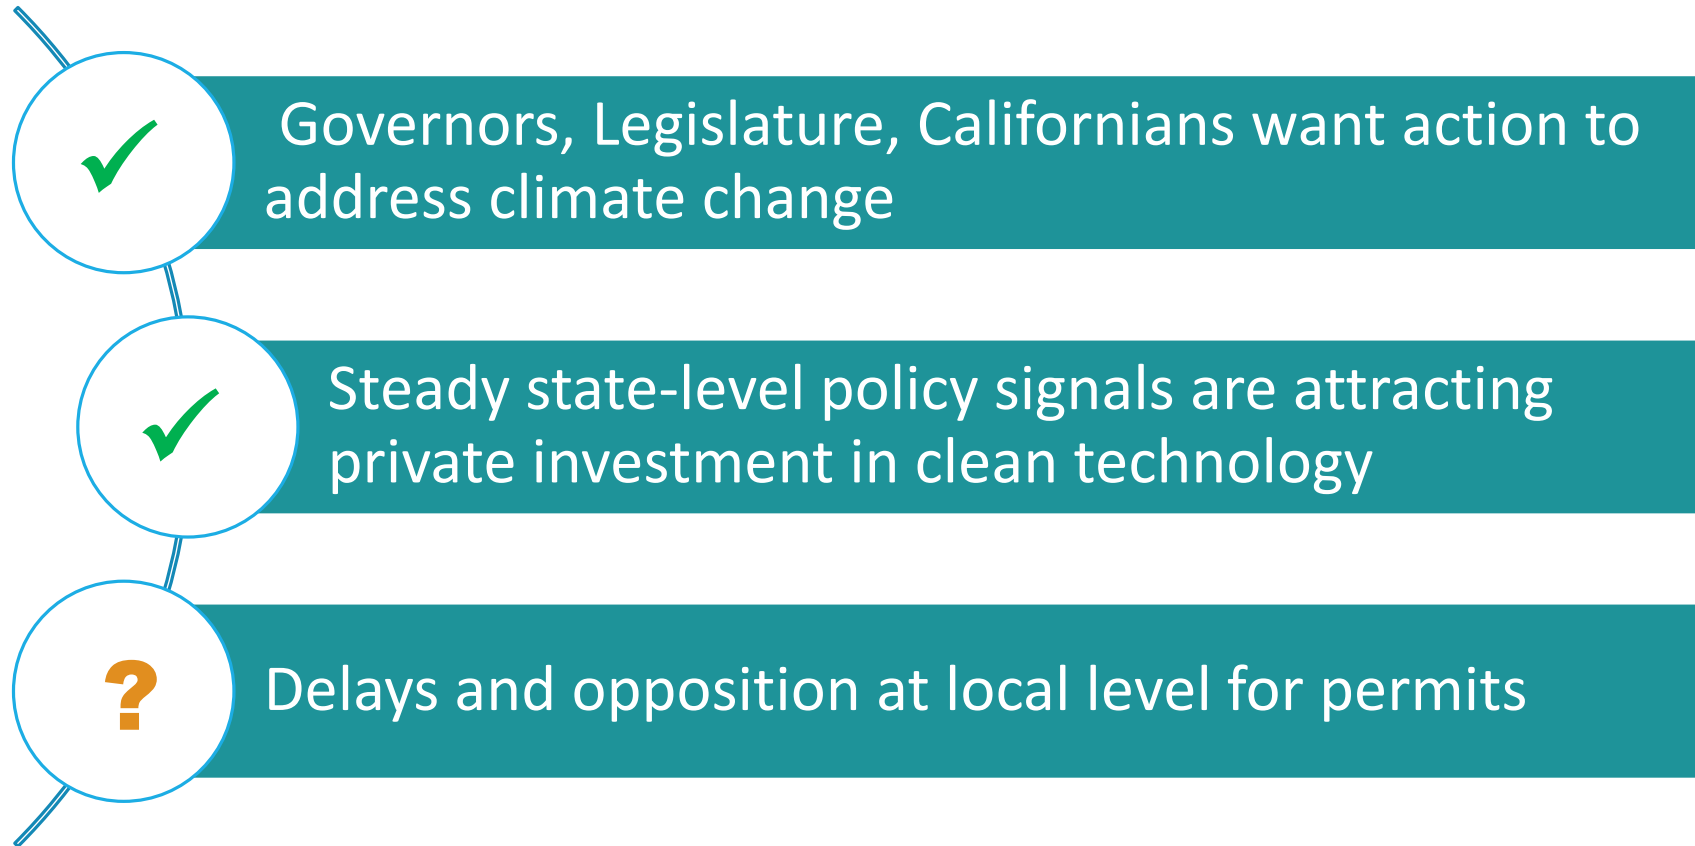 ✓
Governors, Legislature, Californians want action to
address climate change
✓
Steady state-level policy signals are attracting
private investment in clean technology
?
Delays and opposition at local level for permits